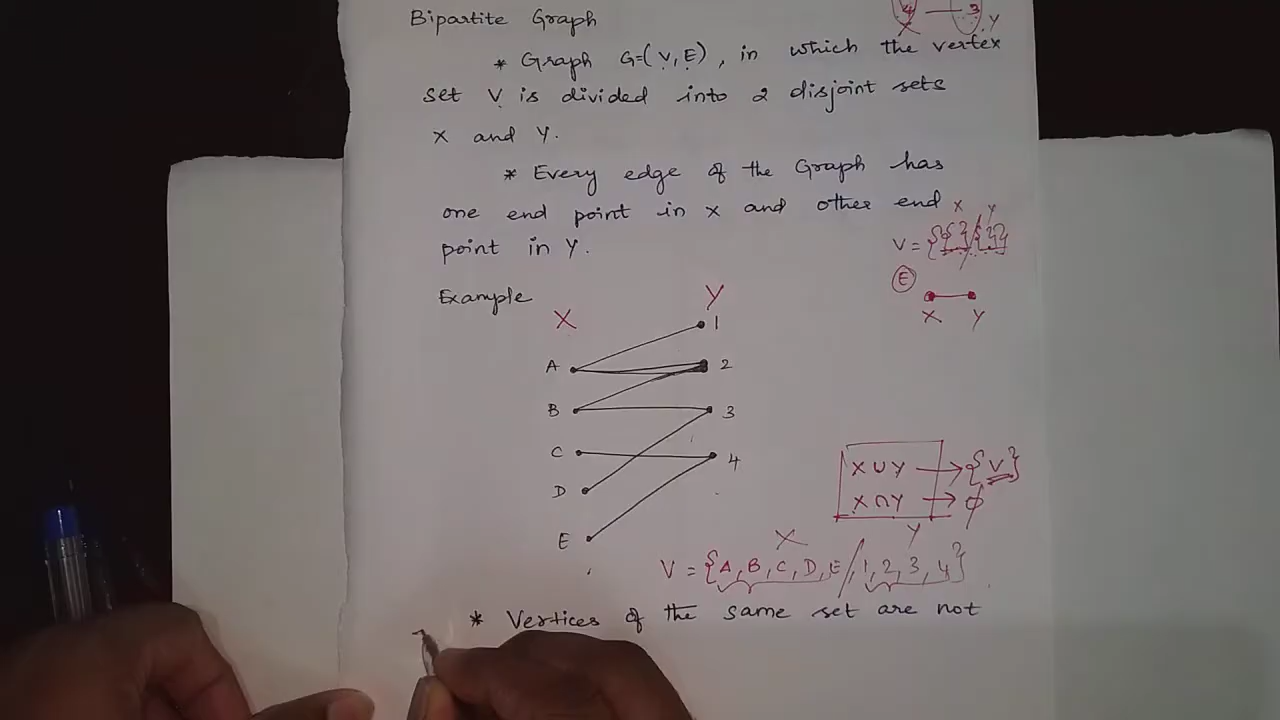 Bipartite Graph
4 3
X Y
* Graph G=(V,E), in which the vertex
set V is divided into 2 disjoint sets
X and Y.
* Every edge of the Graph has
one end point in X and other end
point in Y.
X Y
V = {{ }/{ }}
E
X Y
Example
X Y
1
A 2
B 3
C 4
D
E
X ∪ Y → {V}
X ∩ Y → ϕ
X Y
V = {A, B, C, D, E / 1, 2, 3, 4}
* Vertices of the same set are not